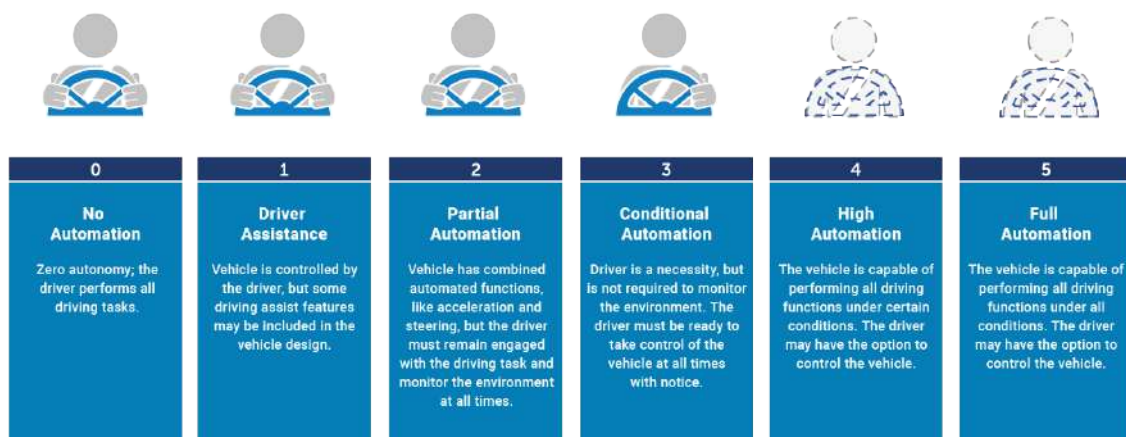 0
No
Automation
Zero autonomy; the
driver performs all
driving tasks.
1
Driver
Assistance
Vehicle is controlled by
the driver, but some
driving assist features
may be included in the
vehicle design.
2
Partial
Automation
Vehicle has combined
automated functions,
like acceleration and
steering, but the driver
must remain engaged
with the driving task and
monitor the environment
at all times.
3
Conditional
Automation
Driver is a necessity, but
is not required to monitor
the environment. The
driver must be ready to
take control of the
vehicle at all times
with notice.
4
High
Automation
The vehicle is capable of
performing all driving
functions under certain
conditions. The driver
may have the option to
control the vehicle.
5
Full
Automation
The vehicle is capable of
performing all driving
functions under all
conditions. The driver
may have the option to
control the vehicle.